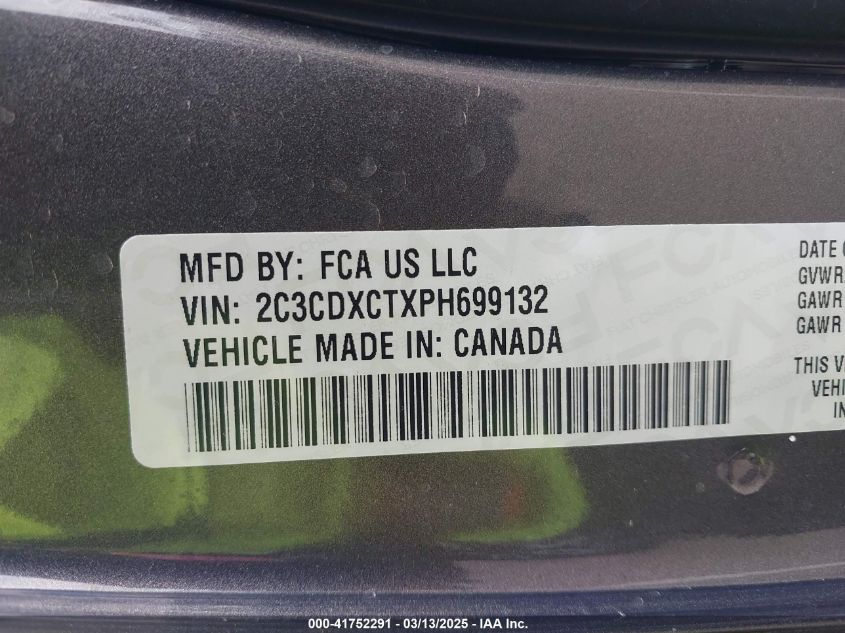 MFD BY: FCA US LLC
VIN: 2C3CDXCTXPH699132
VEHICLE MADE IN: CANADA
DATE
GVWR
GAWR
GAWR
THIS
IN
000-41752291 - 03/13/2025 - IAA Inc.